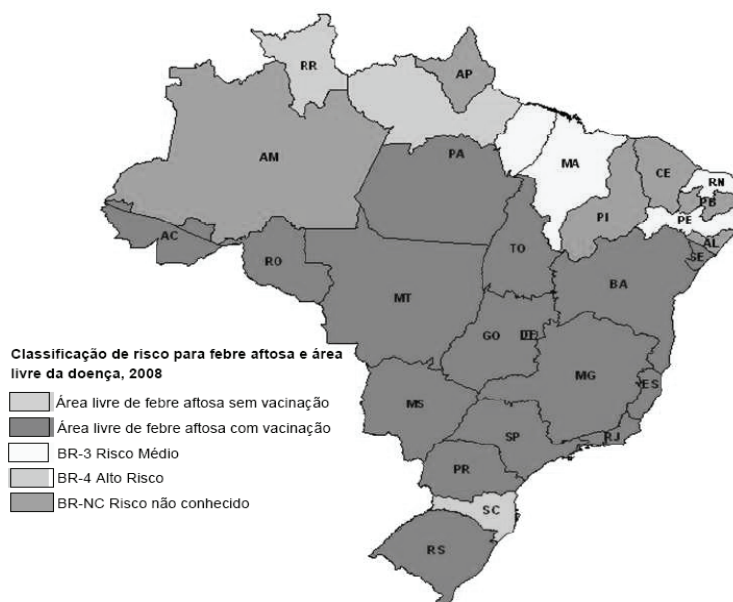 RR
AP
AM
PA
MA
CE
RN
PB
PE
PI
AL
SE
AC
RO
TO
BA
MT
GO
DF
MG
ES
MS
SP
RJ
PR
SC
RS
Classificação de risco para febre aftosa e área
livre da doença, 2008
Área livre de febre aftosa sem vacinação
Área livre de febre aftosa com vacinação
BR-3 Risco Médio
BR-4 Alto Risco
BR-NC Risco não conhecido